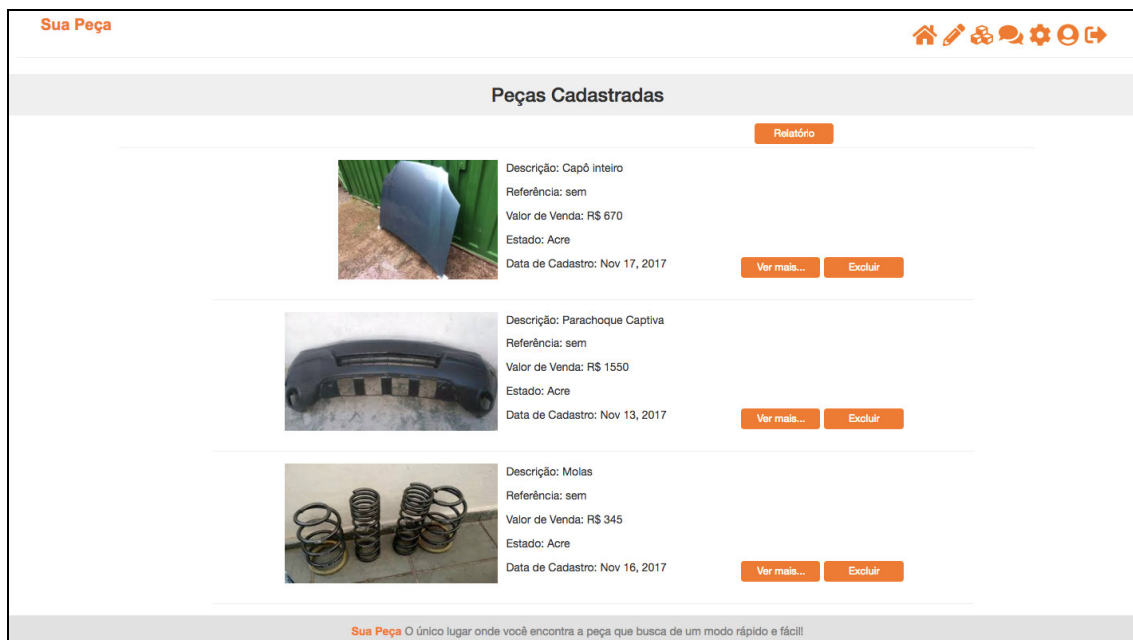 Sua Peça
Peças Cadastradas
Relatório
Descrição: Capô inteiro
Referência: sem
Valor de Venda: R$ 670
Estado: Acre
Data de Cadastro: Nov 17, 2017
Ver mais... Excluir
Descrição: Parachoque Captiva
Referência: sem
Valor de Venda: R$ 1550
Estado: Acre
Data de Cadastro: Nov 13, 2017
Ver mais... Excluir
Descrição: Molas
Referência: sem
Valor de Venda: R$ 345
Estado: Acre
Data de Cadastro: Nov 16, 2017
Ver mais... Excluir
Sua Peça O único lugar onde você encontra a peça que busca de um modo rápido e fácil!